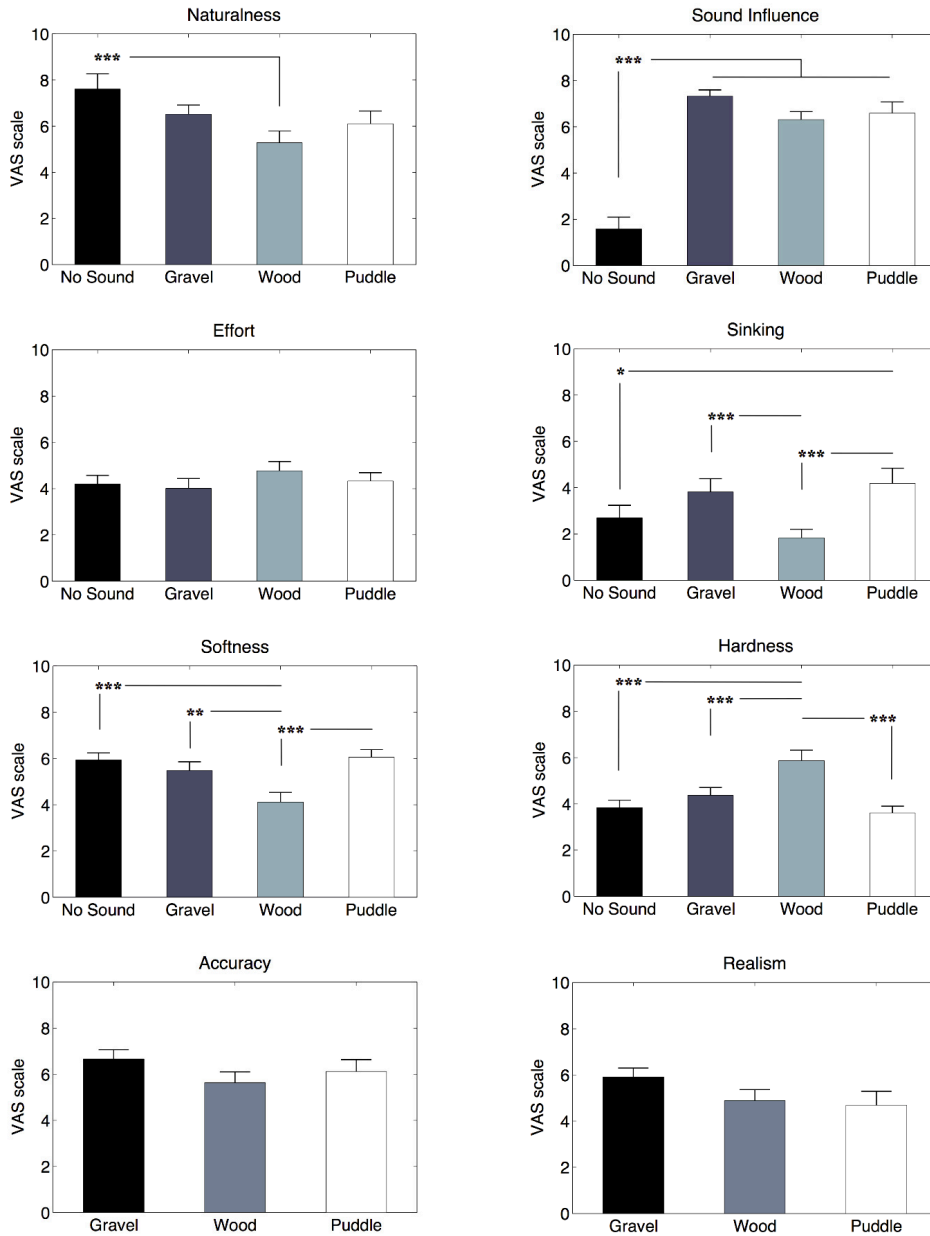 Naturalness
VAS scale
10
8
6
4
2
0
***
No Sound Gravel Wood Puddle
Sound Influence
VAS scale
10
8
6
4
2
0
***
No Sound Gravel Wood Puddle
Effort
VAS scale
10
8
6
4
2
0
No Sound Gravel Wood Puddle
Sinking
VAS scale
10
8
6
4
2
0
*
***
***
No Sound Gravel Wood Puddle
Softness
VAS scale
10
8
6
4
2
0
***
**
***
No Sound Gravel Wood Puddle
Hardness
VAS scale
10
8
6
4
2
0
***
***
***
No Sound Gravel Wood Puddle
Accuracy
VAS scale
10
8
6
4
2
0
Gravel Wood Puddle
Realism
VAS scale
10
8
6
4
2
0
Gravel Wood Puddle